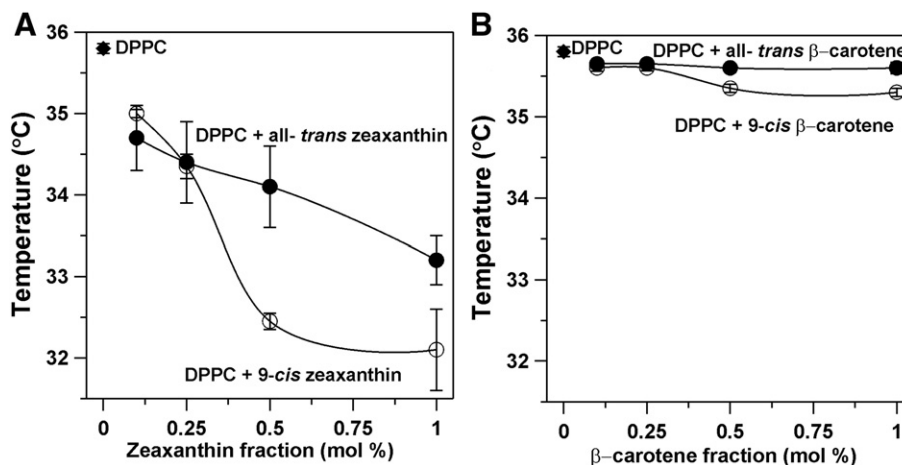 A
36
35
34
33
32
Temperature (°C)
DPPC
DPPC + all- trans zeaxanthin
DPPC + 9-cis zeaxanthin
0 0.25 0.5 0.75 1
Zeaxanthin fraction (mol %)
B
36
35
34
33
32
Temperature (°C)
DPPC
DPPC + all- trans β–carotene
DPPC + 9-cis β–carotene
0 0.25 0.5 0.75 1
β–carotene fraction (mol %)